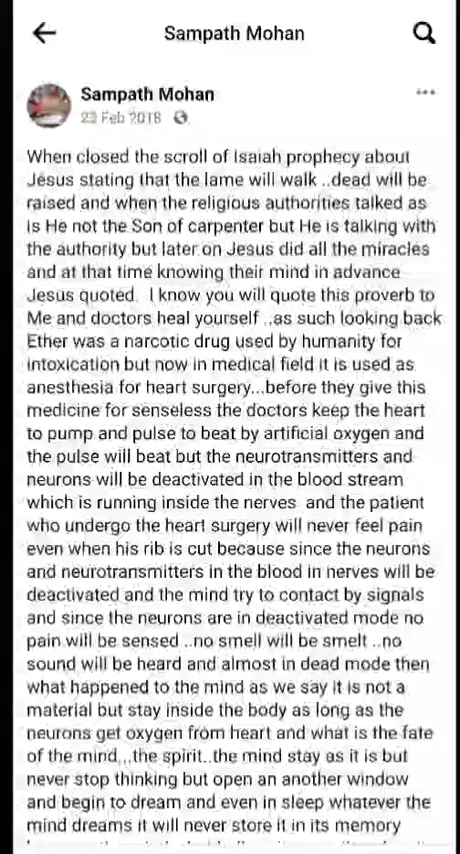 Sampath Mohan
Sampath Mohan
23 Feb 2018
When closed the scroll of Isaiah prophecy about
Jesus stating that the lame will walk ..dead will be
raised and when the religious authorities talked as
is He not the Son of carpenter but He is talking with
the authority but later on Jesus did all the miracles
and at that time knowing their mind in advance
Jesus quoted.  I know you will quote this proverb to
Me and doctors heal yourself ..as such looking back
Ether was a narcotic drug used by humanity for
intoxication but now in medical field it is used as
anesthesia for heart surgery...before they give this
medicine for senseless the doctors keep the heart
to pump and pulse to beat by artificial oxygen and
the pulse will beat but the neurotransmitters and
neurons will be deactivated in the blood stream
which is running inside the nerves  and the patient
who undergo the heart surgery will never feel pain
even when his rib is cut because since the neurons
and neurotransmitters in the blood in nerves will be
deactivated and the mind try to contact by signals
and since the neurons are in deactivated mode no
pain will be sensed ..no smell will be smelt ..no
sound will be heard and almost in dead mode then
what happened to the mind as we say it is not a
material but stay inside the body as long as the
neurons get oxygen from heart and what is the fate
of the mind,,,the spirit..the mind stay as it is but
never stop thinking but open an another window
and begin to dream and even in sleep whatever the
mind dreams it will never store it in its memory